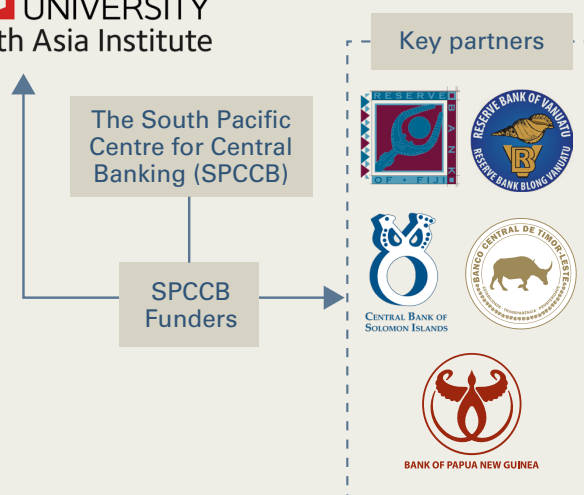 UNIVERSITY
th Asia Institute
The South Pacific
Centre for Central
Banking (SPCCB)
SPCCB
Funders
Key partners
RESERVE
BANK
OF • FIJI
RESERVE BANK OF VANUATU
RV
RESERVE BANK BLONG VANUATU
CENTRAL BANK OF
SOLOMON ISLANDS
BANCO CENTRAL DE TIMOR-LESTE
BANK OF PAPUA NEW GUINEA